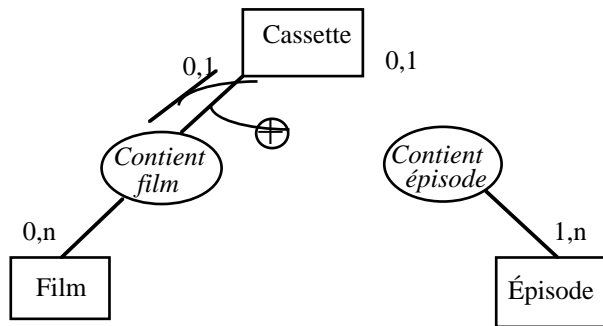 Cassette
0,1
0,1
Contient
film
Contient
épisode
0,n
1,n
Film
Épisode